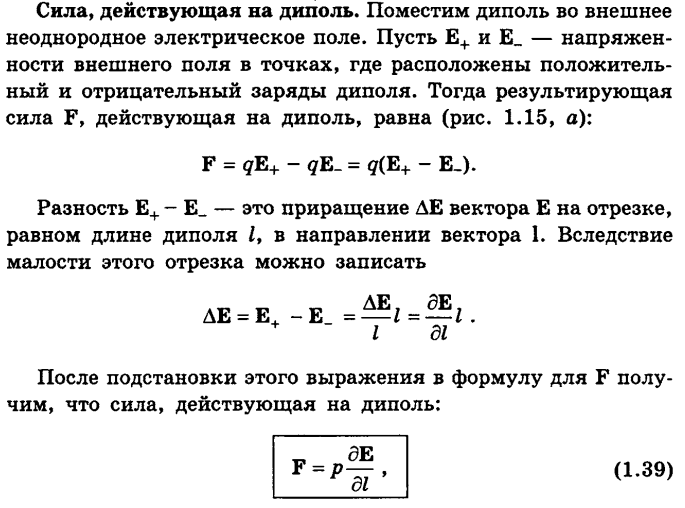 Сила, действующая на диполь. Поместим диполь во внешнее
неоднородное электрическое поле. Пусть E₊ и E₋ — напряжен-
ности внешнего поля в точках, где расположены положитель-
ный и отрицательный заряды диполя. Тогда результирующая
сила F, действующая на диполь, равна (рис. 1.15, а):
F = qE₊ − qE₋ = q(E₊ − E₋).
Разность E₊ − E₋ — это приращение ΔE вектора E на отрезке,
равном длине диполя l, в направлении вектора l. Вследствие
малости этого отрезка можно записать
ΔE = E₊ − E₋ = ΔE/l l = ∂E/∂l l .
После подстановки этого выражения в формулу для F полу-
чим, что сила, действующая на диполь:
F = p ∂E/∂l , (1.39)